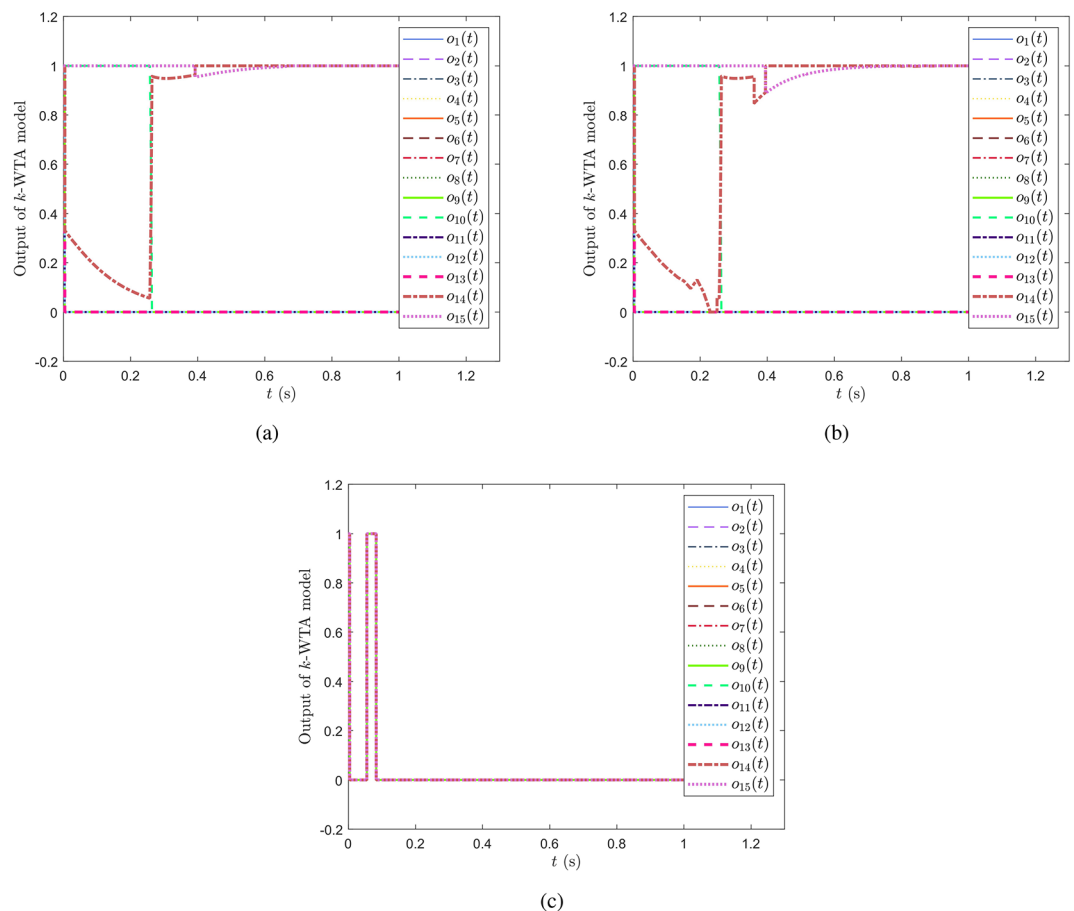 Output of k-WTA model
1.2
1
0.8
0.6
0.4
0.2
0
-0.2
0 0.2 0.4 0.6 0.8 1 1.2
t (s)
o₁(t)
o₂(t)
o₃(t)
o₄(t)
o₅(t)
o₆(t)
o₇(t)
o₈(t)
o₉(t)
o₁₀(t)
o₁₁(t)
o₁₂(t)
o₁₃(t)
o₁₄(t)
o₁₅(t)
(a)
Output of k-WTA model
1.2
1
0.8
0.6
0.4
0.2
0
-0.2
0 0.2 0.4 0.6 0.8 1 1.2
t (s)
o₁(t)
o₂(t)
o₃(t)
o₄(t)
o₅(t)
o₆(t)
o₇(t)
o₈(t)
o₉(t)
o₁₀(t)
o₁₁(t)
o₁₂(t)
o₁₃(t)
o₁₄(t)
o₁₅(t)
(b)
Output of k-WTA model
1.2
1
0.8
0.6
0.4
0.2
0
-0.2
0 0.2 0.4 0.6 0.8 1 1.2
t (s)
o₁(t)
o₂(t)
o₃(t)
o₄(t)
o₅(t)
o₆(t)
o₇(t)
o₈(t)
o₉(t)
o₁₀(t)
o₁₁(t)
o₁₂(t)
o₁₃(t)
o₁₄(t)
o₁₅(t)
(c)